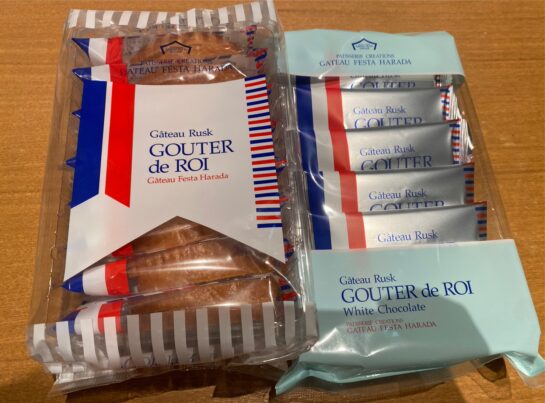 GATEAU FESTA HARADA
Gâteau Rusk
GOUTER
de ROI
Gâteau Festa Harada
PATISSERIE CREATIONS
GATEAU FESTA HARADA
GOUTER
Gâteau Rusk
GOUTER
Gâteau Rusk
GOUTER
Gâteau Rusk
GOUTER
Gâteau Rusk
Gâteau Rusk
GOUTER de ROI
White Chocolate
PATISSERIE CREATIONS
GATEAU FESTA HARADA